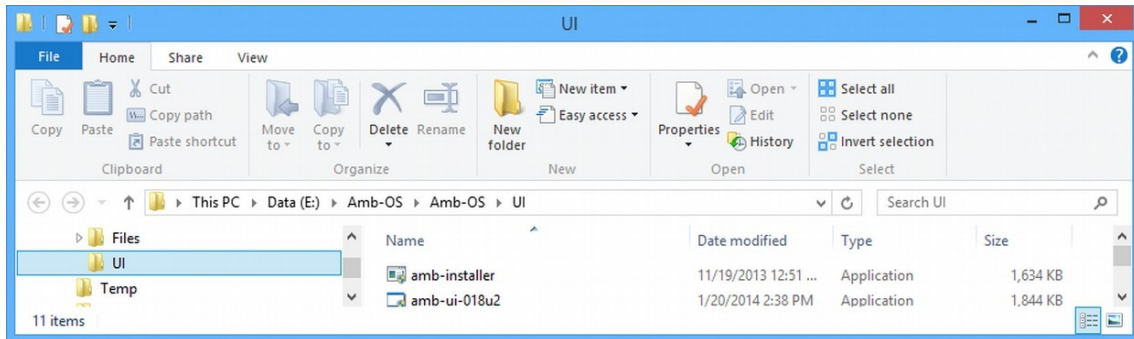 UI
File Home Share View
Copy Paste Cut Copy path Paste shortcut Move to Copy to Delete Rename New folder New item Easy access Properties Open Edit History Select all Select none Invert selection
Clipboard Organize New Open Select
This PC Data (E:) Amb-OS Amb-OS UI Search UI
Files Name Date modified Type Size
UI amb-installer 11/19/2013 12:51 ... Application 1,634 KB
Temp amb-ui-018u2 1/20/2014 2:38 PM Application 1,844 KB
11 items